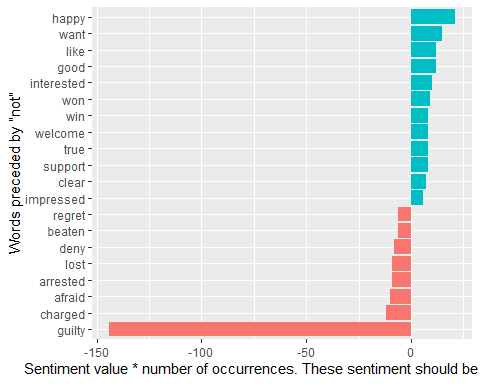 happy
want
like
good
interested
won
win
welcome
true
support
clear
impressed
regret
beaten
deny
lost
arrested
afraid
charged
guilty
Words preceded by "not"
-150 -100 -50 0
Sentiment value * number of occurrences. These sentiment should be